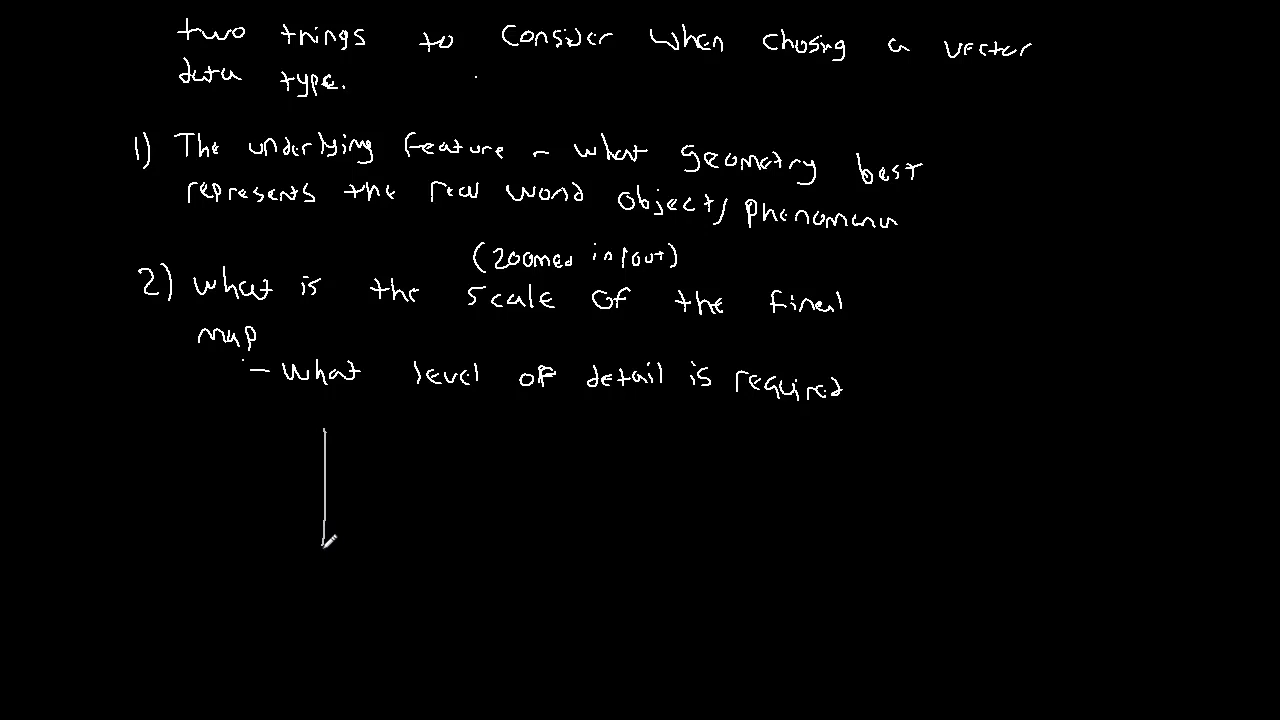 two things to consider when chosing a vector
data type.
1) The underlying feature - what geometry best
represents the real word objects/phenomena
(zoomed in/out)
2) what is the scale of the final
map
- what level of detail is required